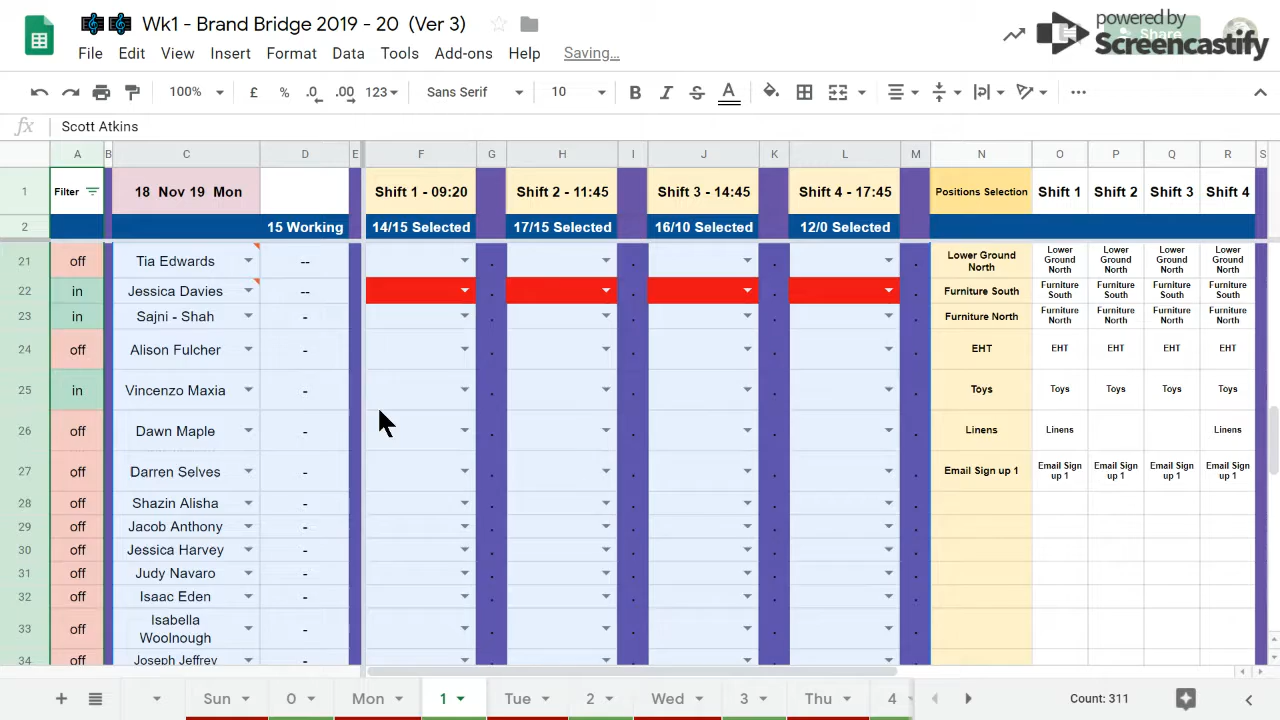 Wk1 - Brand Bridge 2019 - 20 (Ver 3)
powered by
Screencastify
Share
File Edit View Insert Format Data Tools Add-ons Help Saving...
100% £ % .0 .00 123 Sans Serif 10 B I S A
fx Scott Atkins
A B C D E F G H I J K L M N O P Q R S
1 Filter 18 Nov 19 Mon Shift 1 - 09:20 Shift 2 - 11:45 Shift 3 - 14:45 Shift 4 - 17:45 Positions Selection Shift 1 Shift 2 Shift 3 Shift 4
2 15 Working 14/15 Selected 17/15 Selected 16/10 Selected 12/0 Selected
21 off Tia Edwards -- . . . . Lower Ground North Lower Ground North Lower Ground North Lower Ground North Lower Ground North
22 in Jessica Davies -- . . . . Furniture South Furniture South Furniture South Furniture South Furniture South
23 in Sajni - Shah - . . . . Furniture North Furniture North Furniture North Furniture North Furniture North
24 off Alison Fulcher - . . . . EHT EHT EHT EHT EHT
25 in Vincenzo Maxia - . . . . Toys Toys Toys Toys Toys
26 off Dawn Maple - . . . . Linens Linens Linens
27 off Darren Selves - . . . . Email Sign up 1 Email Sign up 1 Email Sign up 1 Email Sign up 1 Email Sign up 1
28 off Shazin Alisha - . . . .
29 off Jacob Anthony - . . . .
30 off Jessica Harvey - . . . .
31 off Judy Navaro - . . . .
32 off Isaac Eden - . . . .
33 off Isabella Woolnough - . . . .
34 off Joseph Jeffrey - . . . .
Sun 0 Mon 1 Tue 2 Wed 3 Thu 4 Count: 311